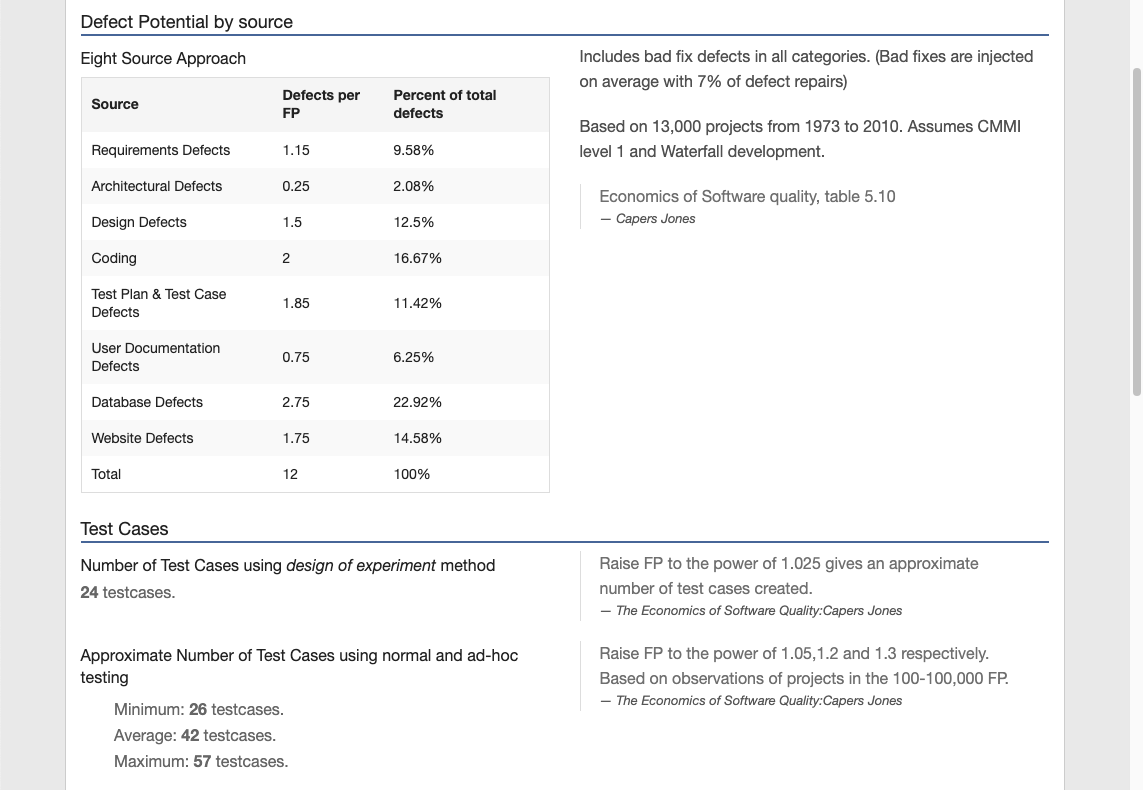 Defect Potential by source
Eight Source Approach
Source Defects per FP Percent of total defects
Requirements Defects 1.15 9.58%
Architectural Defects 0.25 2.08%
Design Defects 1.5 12.5%
Coding 2 16.67%
Test Plan & Test Case Defects 1.85 11.42%
User Documentation Defects 0.75 6.25%
Database Defects 2.75 22.92%
Website Defects 1.75 14.58%
Total 12 100%
Includes bad fix defects in all categories. (Bad fixes are injected
on average with 7% of defect repairs)
Based on 13,000 projects from 1973 to 2010. Assumes CMMI
level 1 and Waterfall development.
Economics of Software quality, table 5.10
— Capers Jones
Test Cases
Number of Test Cases using design of experiment method
24 testcases.
Raise FP to the power of 1.025 gives an approximate
number of test cases created.
— The Economics of Software Quality:Capers Jones
Approximate Number of Test Cases using normal and ad-hoc
testing
Minimum: 26 testcases.
Average: 42 testcases.
Maximum: 57 testcases.
Raise FP to the power of 1.05,1.2 and 1.3 respectively.
Based on observations of projects in the 100-100,000 FP.
— The Economics of Software Quality:Capers Jones